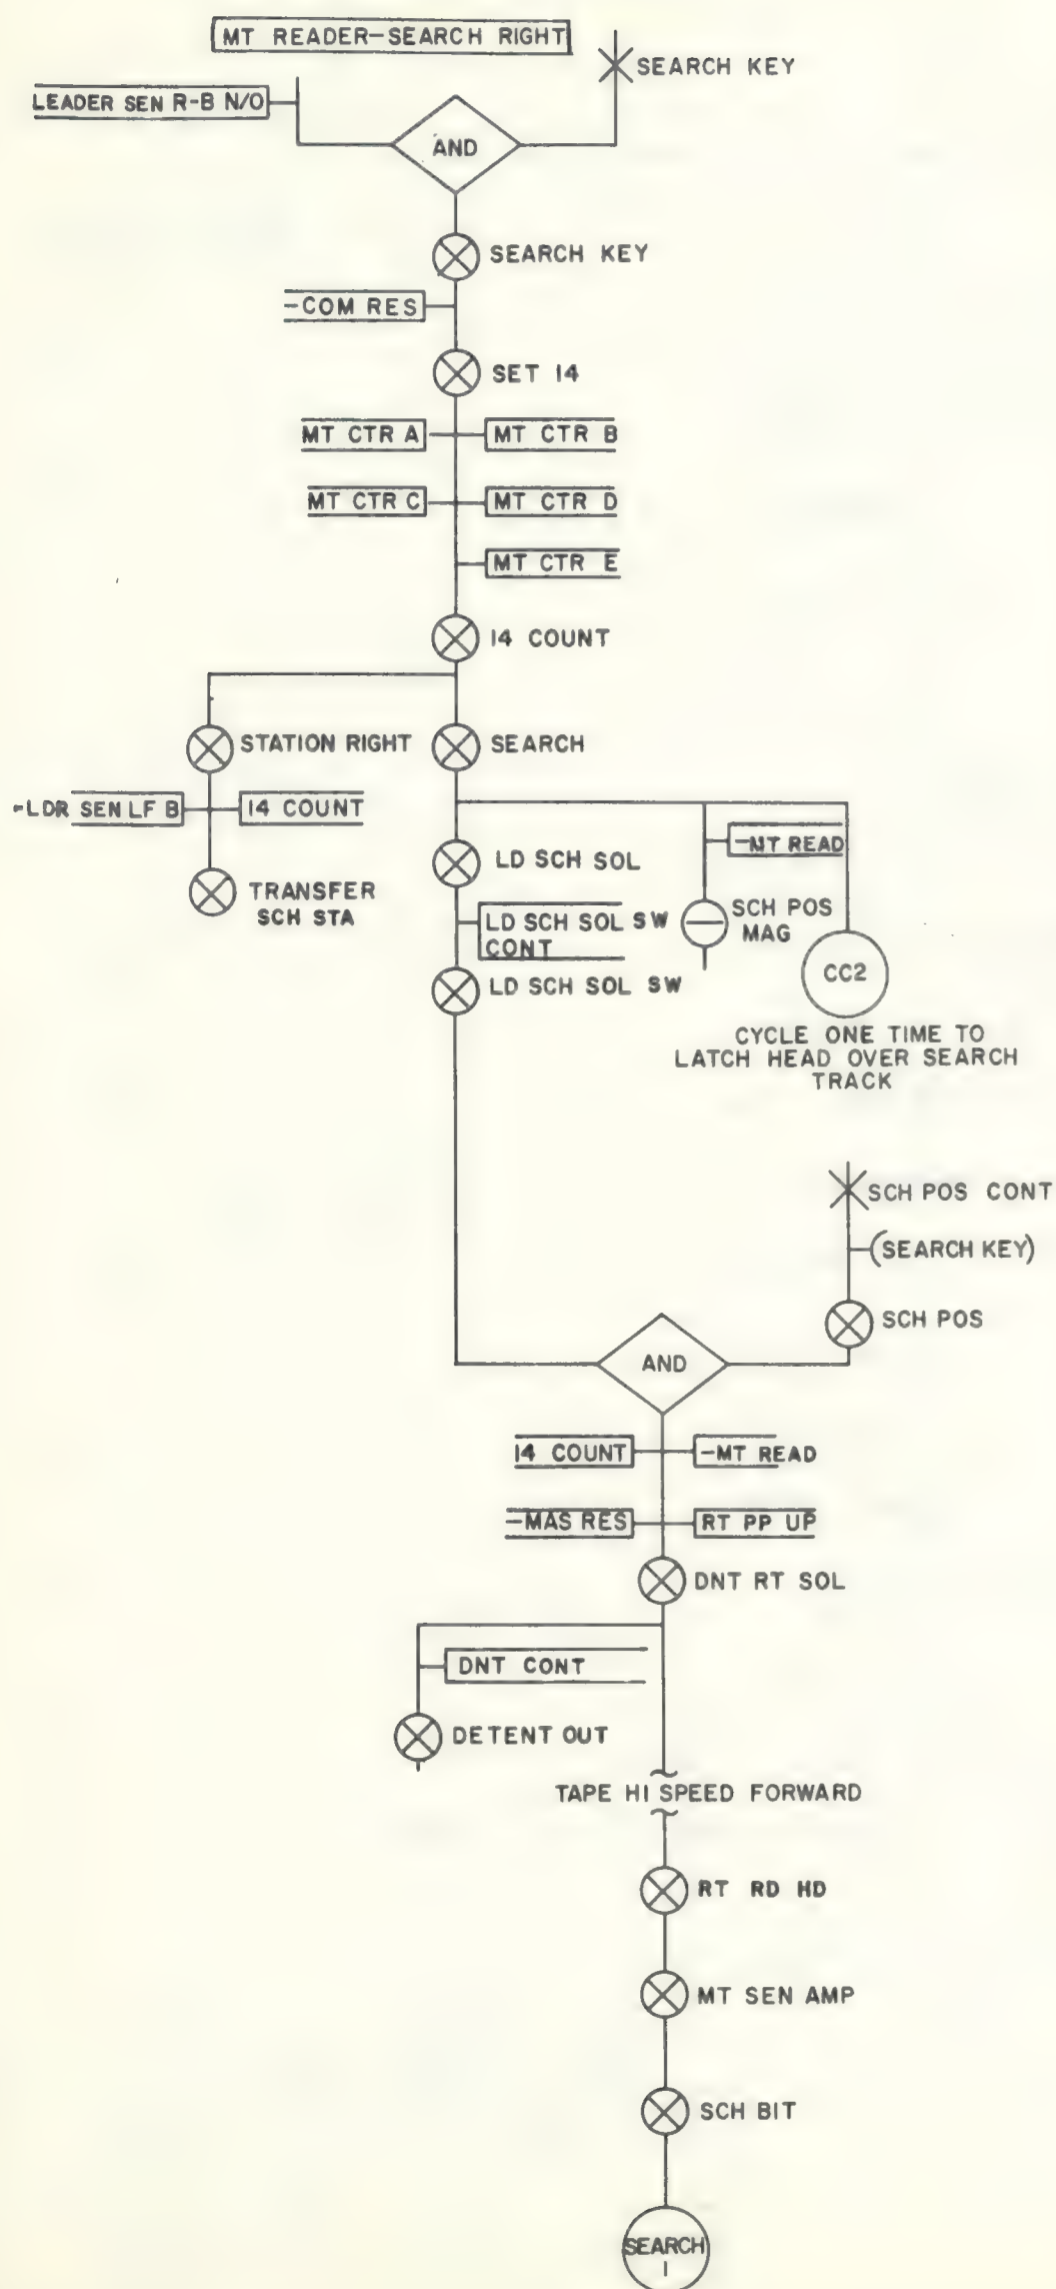 MT READER-SEARCH RIGHT
SEARCH KEY
LEADER SEN R-B N/O
AND
SEARCH KEY
-COM RES
SET 14
MT CTR A
MT CTR B
MT CTR C
MT CTR D
MT CTR E
14 COUNT
STATION RIGHT
SEARCH
-LDR SEN LF B
14 COUNT
-MT READ
LD SCH SOL
TRANSFER
SCH STA
LD SCH SOL SW
CONT
SCH POS
MAG
CC2
LD SCH SOL SW
CYCLE ONE TIME TO
LATCH HEAD OVER SEARCH
TRACK
SCH POS CONT
(SEARCH KEY)
SCH POS
AND
14 COUNT
-MT READ
-MAS RES
RT PP UP
DNT RT SOL
DNT CONT
DETENT OUT
TAPE HI SPEED FORWARD
RT RD HD
MT SEN AMP
SCH BIT
SEARCH
1